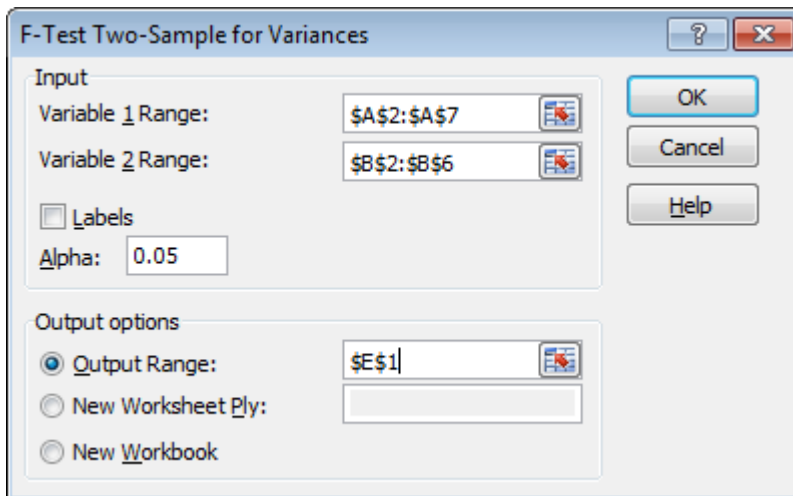 F-Test Two-Sample for Variances
?
Input
Variable 1 Range:
$A$2:$A$7
Variable 2 Range:
$B$2:$B$6
Labels
Alpha:
0.05
OK
Cancel
Help
Output options
Output Range:
$E$1
New Worksheet Ply:
New Workbook